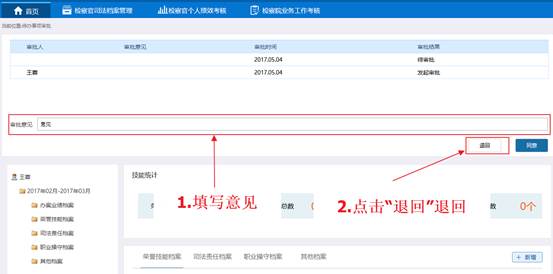 首页 检察官司法档案管理 检察官个人绩效考核 检察院业务工作考核
当前位置:待办事项审批
审批人 审批意见 审批时间 审批结果
2017.05.04 待审批
王蓉 2017.05.04 发起审批
审批意见 意见
退回 同意
王蓉
2017年02月-2017年03月
办案业绩档案
荣誉技能档案
司法责任档案
职业操守档案
其他档案
技能统计
总数 数 0个
1.填写意见
2.点击“退回”退回
荣誉技能档案 司法责任档案 职业操守档案 其他档案 + 新增